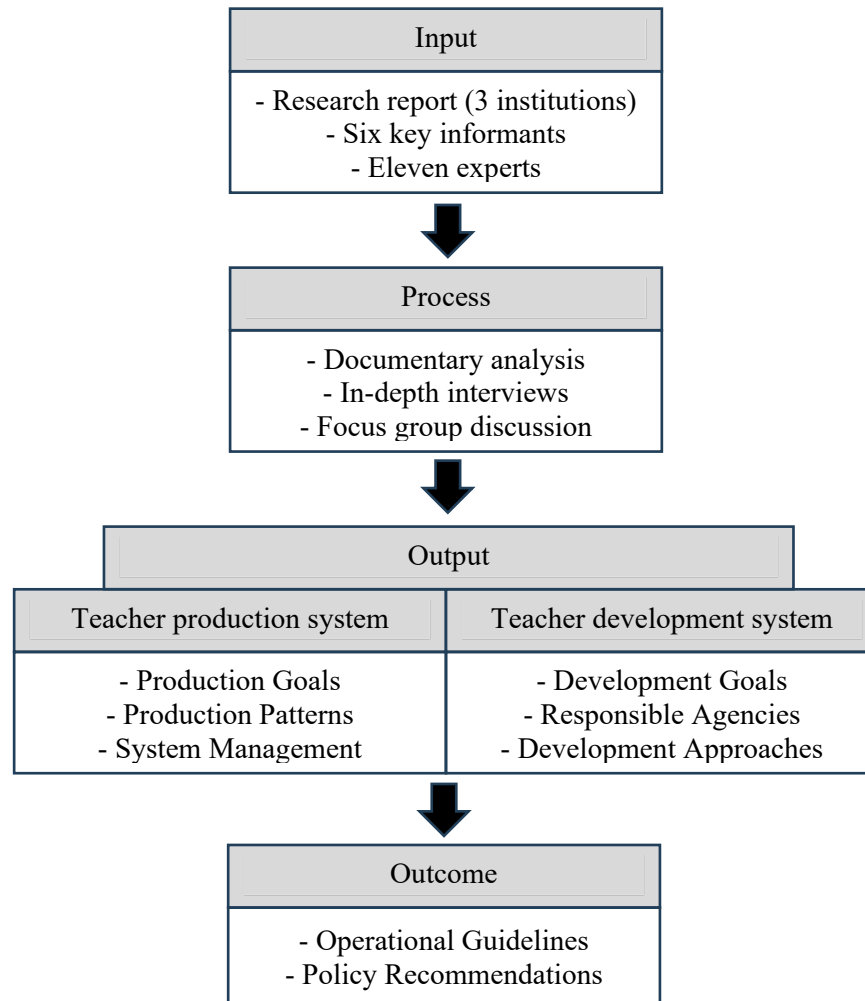 Input
- Research report (3 institutions)
- Six key informants
- Eleven experts
Process
- Documentary analysis
- In-depth interviews
- Focus group discussion
Output
Teacher production system
- Production Goals
- Production Patterns
- System Management
Teacher development system
- Development Goals
- Responsible Agencies
- Development Approaches
Outcome
- Operational Guidelines
- Policy Recommendations